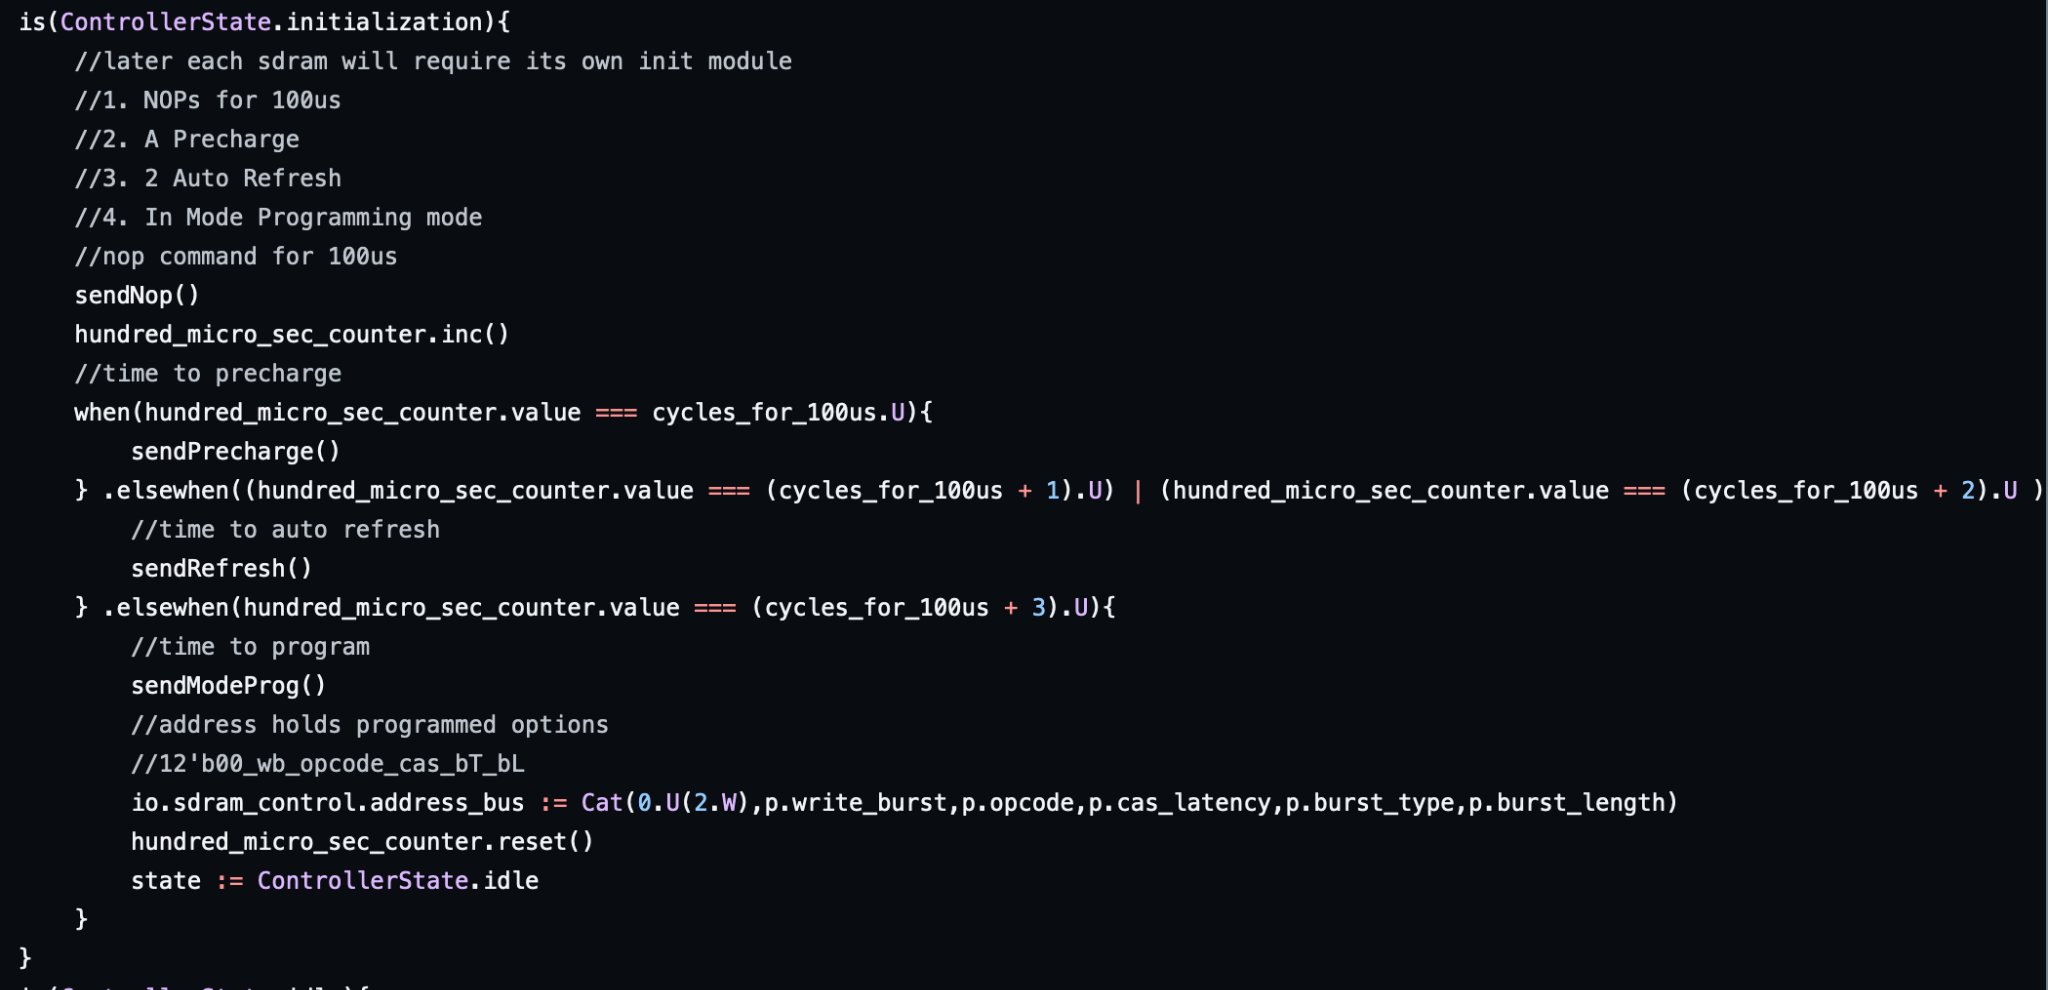 is(ControllerState.initialization){
//later each sdram will require its own init module
//1. NOPs for 100us
//2. A Precharge
//3. 2 Auto Refresh
//4. In Mode Programming mode
//nop command for 100us
sendNop()
hundred_micro_sec_counter.inc()
//time to precharge
when(hundred_micro_sec_counter.value === cycles_for_100us.U){
sendPrecharge()
} .elsewhen((hundred_micro_sec_counter.value === (cycles_for_100us + 1).U) | (hundred_micro_sec_counter.value === (cycles_for_100us + 2).U )
//time to auto refresh
sendRefresh()
} .elsewhen(hundred_micro_sec_counter.value === (cycles_for_100us + 3).U){
//time to program
sendModeProg()
//address holds programmed options
//12'b00_wb_opcode_cas_bT_bL
io.sdram_control.address_bus := Cat(0.U(2.W),p.write_burst,p.opcode,p.cas_latency,p.burst_type,p.burst_length)
hundred_micro_sec_counter.reset()
state := ControllerState.idle
}
}